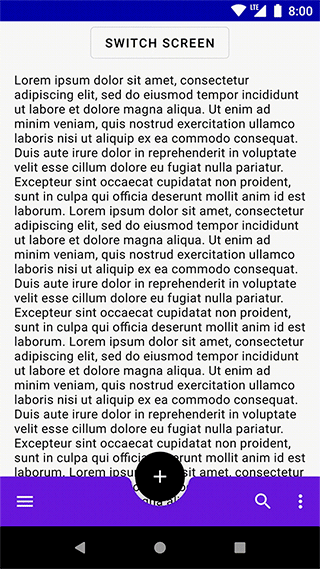 LTE 8:00
SWITCH SCREEN
Lorem ipsum dolor sit amet, consectetur
adipiscing elit, sed do eiusmod tempor incididunt
ut labore et dolore magna aliqua. Ut enim ad
minim veniam, quis nostrud exercitation ullamco
laboris nisi ut aliquip ex ea commodo consequat.
Duis aute irure dolor in reprehenderit in voluptate
velit esse cillum dolore eu fugiat nulla pariatur.
Excepteur sint occaecat cupidatat non proident,
sunt in culpa qui officia deserunt mollit anim id est
laborum. Lorem ipsum dolor sit amet, consectetur
adipiscing elit, sed do eiusmod tempor incididunt
ut labore et dolore magna aliqua. Ut enim ad
minim veniam, quis nostrud exercitation ullamco
laboris nisi ut aliquip ex ea commodo consequat.
Duis aute irure dolor in reprehenderit in voluptate
velit esse cillum dolore eu fugiat nulla pariatur.
Excepteur sint occaecat cupidatat non proident,
sunt in culpa qui officia deserunt mollit anim id est
laborum. Lorem ipsum dolor sit amet, consectetur
adipiscing elit, sed do eiusmod tempor incididunt
ut labore et dolore magna aliqua. Ut enim ad
minim veniam, quis nostrud exercitation ullamco
laboris nisi ut aliquip ex ea commodo consequat.
Duis aute irure dolor in reprehenderit in voluptate
velit esse cillum dolore eu fugiat nulla pariatur.
Excepteur sint occaecat cupidatat non proident,
sunt in culpa qui officia deserunt mollit anim id est
laborum. Lorem ipsum sit amet, consectetur